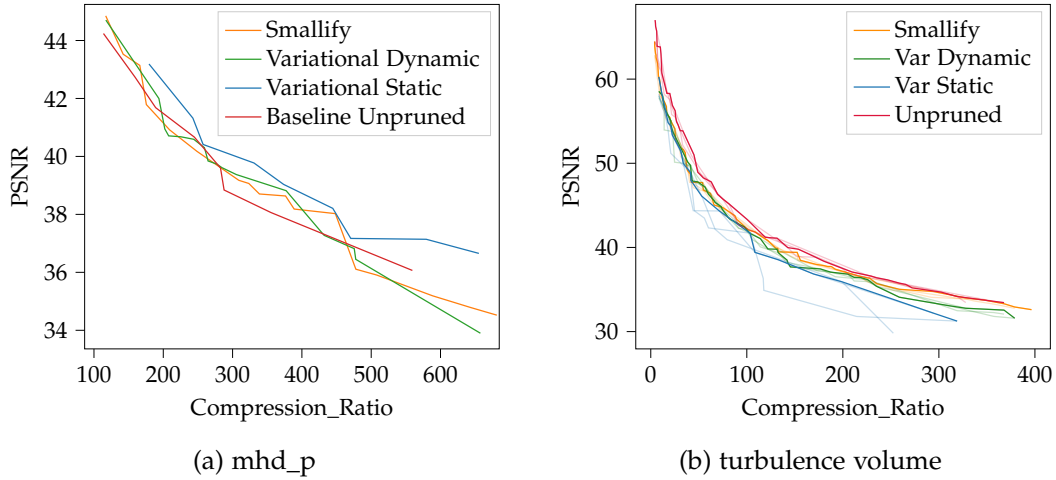 Smallify
Variational Dynamic
Variational Static
Baseline Unpruned
44
42
40
38
36
34
PSNR
100 200 300 400 500 600
Compression_Ratio
(a) mhd_p
Smallify
Var Dynamic
Var Static
Unpruned
60
50
40
30
PSNR
0 100 200 300 400
Compression_Ratio
(b) turbulence volume